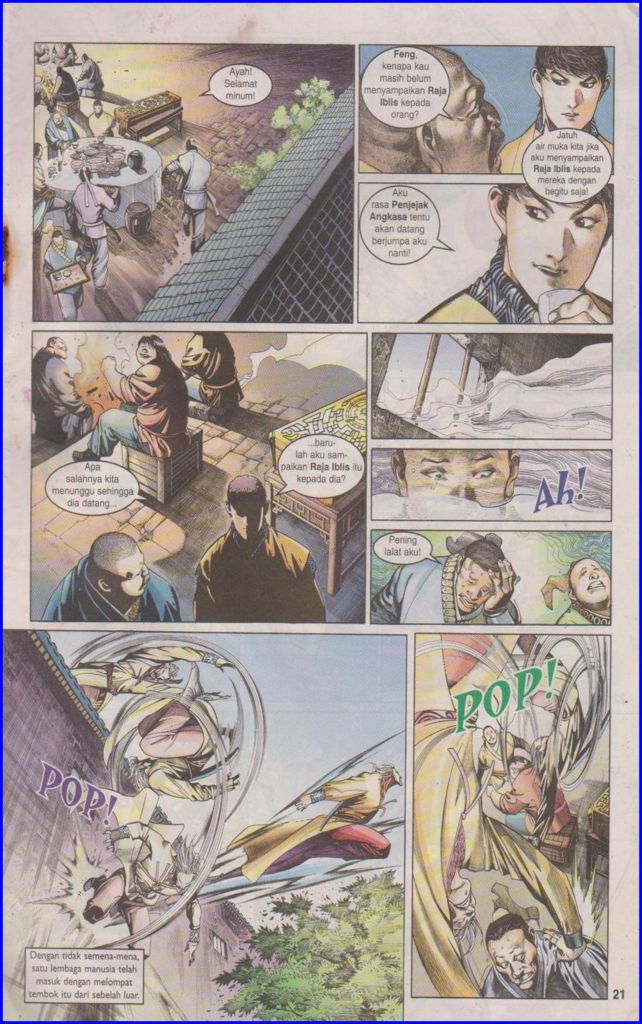 Ayah!
Selamat
minum!
Feng,
kenapa kau
masih belum
menyampaikan Raja
Iblis kepada
orang?
Jatuh
air muka kita jika
aku menyampaikan
Raja Iblis kepada
mereka dengan
begitu saja!
Aku
rasa Penjejak
Angkasa tentu
akan datang
berjumpa aku
nanti!
Apa
salahnya kita
menunggu sehingga
dia datang...
...baru-
lah aku sam-
paikan Raja Iblis itu
kepada dia?
Ah!
Pening
lalat aku!
POP!
Dengan tidak semena-mena,
satu lembaga manusia telah
masuk dengan melompat
tembok itu dari sebelah luar.
POP!
21